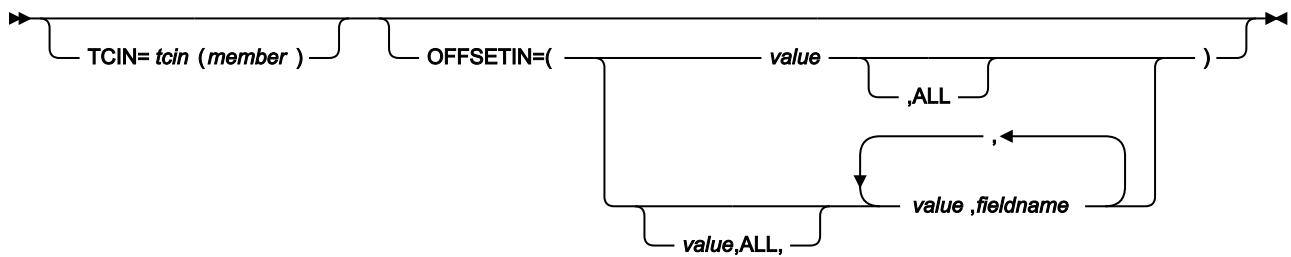 TCIN= tcin (member )
OFFSETIN=( value )
,ALL
,
value ,fieldname
value,ALL,